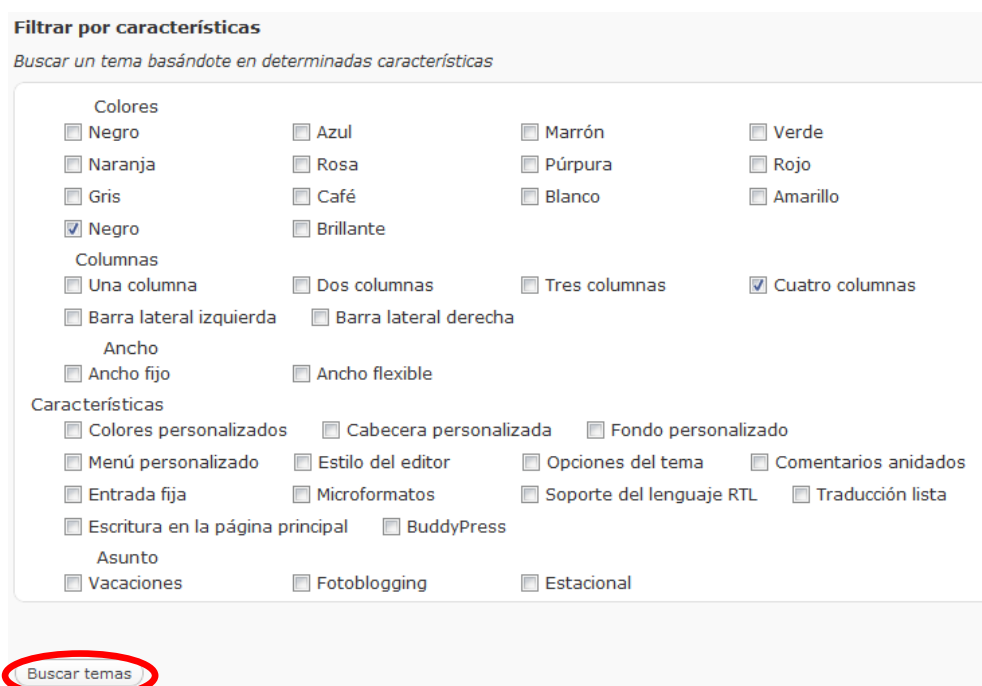 Filtrar por características
Buscar un tema basándote en determinadas características
Colores
Negro Azul Marrón Verde
Naranja Rosa Púrpura Rojo
Gris Café Blanco Amarillo
Negro Brillante
Columnas
Una columna Dos columnas Tres columnas Cuatro columnas
Barra lateral izquierda Barra lateral derecha
Ancho
Ancho fijo Ancho flexible
Características
Colores personalizados Cabecera personalizada Fondo personalizado
Menú personalizado Estilo del editor Opciones del tema Comentarios anidados
Entrada fija Microformatos Soporte del lenguaje RTL Traducción lista
Escritura en la página principal BuddyPress
Asunto
Vacaciones Fotoblogging Estacional
Buscar temas